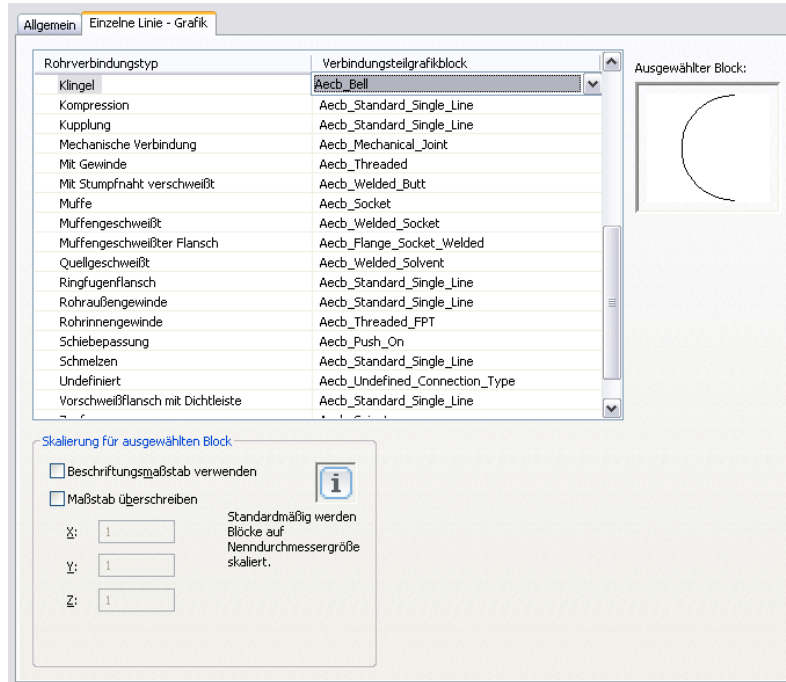 Allgemein Einzelne Linie - Grafik
Rohrverbindungstyp Verbindungsteilgrafikblock
Ausgewählter Block:
Klingel Aecb_Bell
Kompression Aecb_Standard_Single_Line
Kupplung Aecb_Standard_Single_Line
Mechanische Verbindung Aecb_Mechanical_Joint
Mit Gewinde Aecb_Threaded
Mit Stumpfnaht verschweißt Aecb_Welded_Butt
Muffe Aecb_Socket
Muffengeschweißt Aecb_Welded_Socket
Muffengeschweißter Flansch Aecb_Flange_Socket_Welded
Quellgeschweißt Aecb_Welded_Solvent
Ringfugenflansch Aecb_Standard_Single_Line
Rohraußengewinde Aecb_Standard_Single_Line
Rohrinnengewinde Aecb_Threaded_FPT
Schiebepassung Aecb_Push_On
Schmelzen Aecb_Standard_Single_Line
Undefiniert Aecb_Undefined_Connection_Type
Vorschweißflansch mit Dichtleiste Aecb_Standard_Single_Line
Skalierung für ausgewählten Block
Beschriftungsmaßstab verwenden
Maßstab überschreiben
Standardmäßig werden
Blöcke auf
Nenndurchmessergröße
skaliert.
X: 1
Y: 1
Z: 1